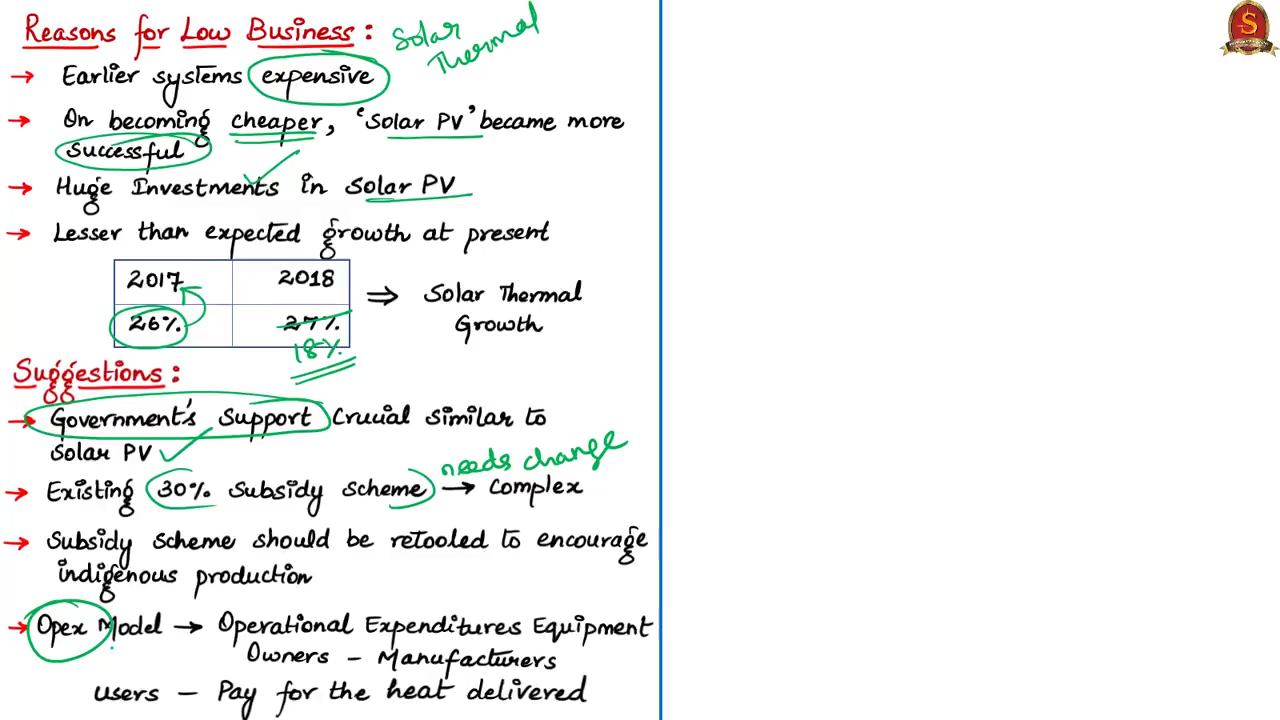 Reasons for Low Business :
Solar
Thermal
→ Earlier systems expensive
→ On becoming cheaper, 'Solar PV' became more
Successful
→ Huge Investments in Solar PV
→ Lesser than expected growth at present
2017 2018
26% 27%
18%
⇒ Solar Thermal
Growth
Suggestions :
→ Government's Support Crucial Similar to
Solar PV
needs change
→ Existing 30% Subsidy Scheme → Complex
→ Subsidy Scheme should be retooled to encourage
indigenous production
→ Opex Model → Operational Expenditures Equipment
Owners - Manufacturers
Users - Pay for the heat delivered
S